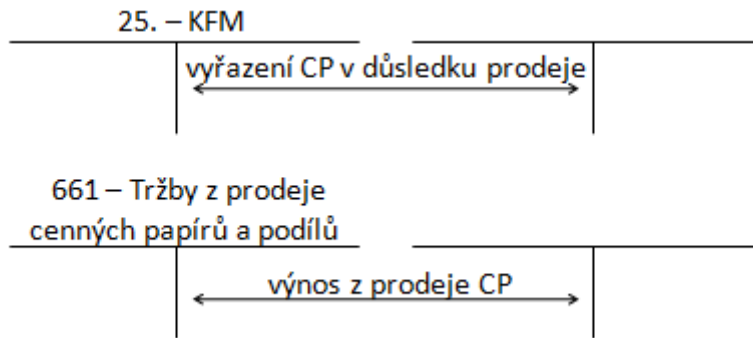 25. – KFM
vyřazení CP v důsledku prodeje
661 – Tržby z prodeje
cenných papírů a podílů
výnos z prodeje CP